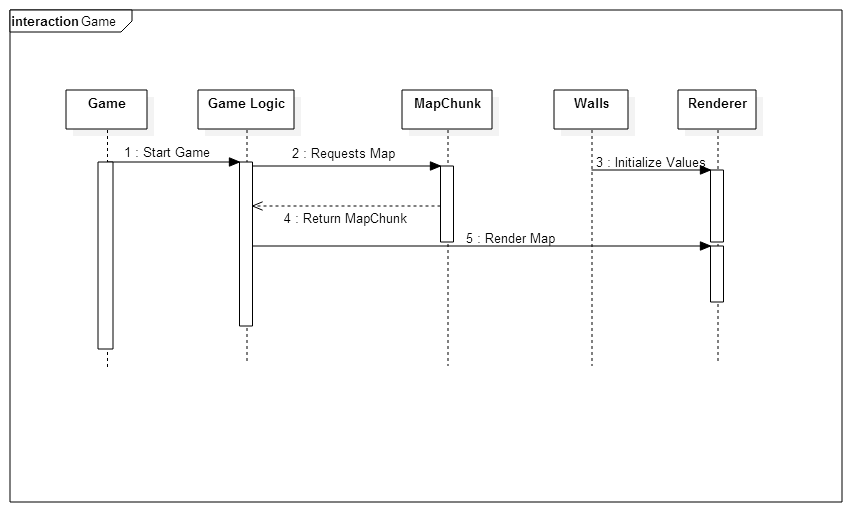 interaction Game
Game
Game Logic
MapChunk
Walls
Renderer
1 : Start Game
2 : Requests Map
3 : Initialize Values
4 : Return MapChunk
5 : Render Map